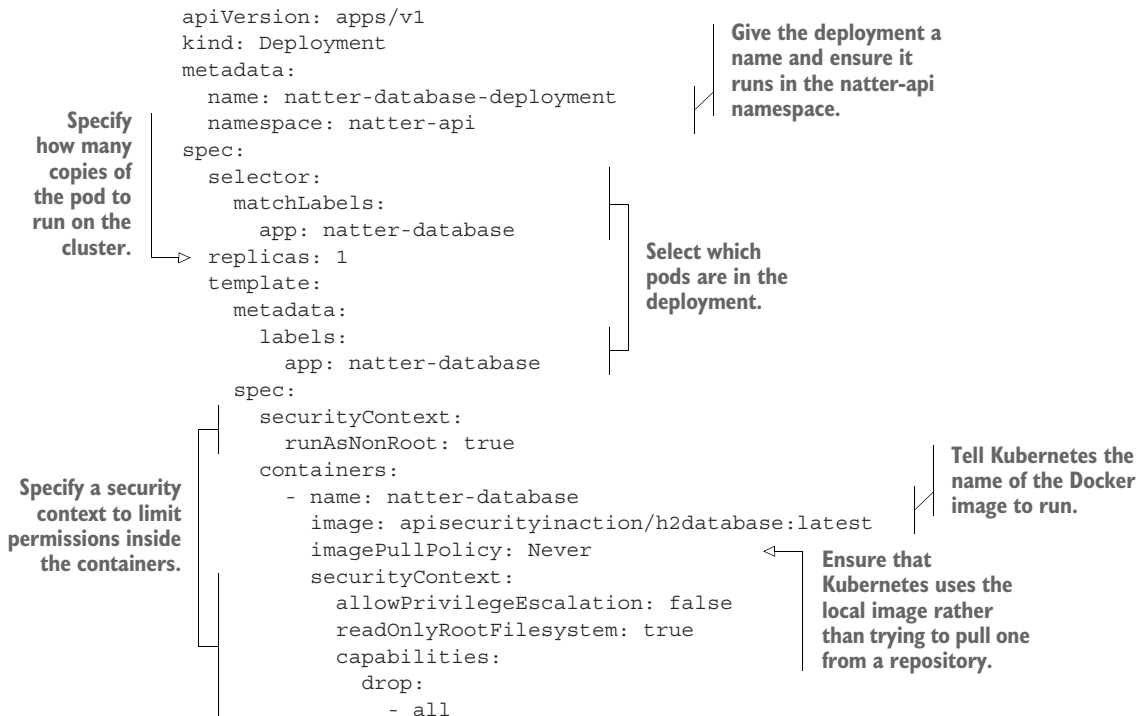 apiVersion: apps/v1
kind: Deployment
metadata:
  name: natter-database-deployment
  namespace: natter-api
spec:
  selector:
    matchLabels:
      app: natter-database
  replicas: 1
  template:
    metadata:
      labels:
        app: natter-database
    spec:
      securityContext:
        runAsNonRoot: true
      containers:
        - name: natter-database
          image: apisecurityinaction/h2database:latest
          imagePullPolicy: Never
          securityContext:
            allowPrivilegeEscalation: false
            readOnlyRootFilesystem: true
            capabilities:
              drop:
                - all
Give the deployment a
name and ensure it
runs in the natter-api
namespace.
Specify
how many
copies of
the pod to
run on the
cluster.
Select which
pods are in the
deployment.
Specify a security
context to limit
permissions inside
the containers.
Tell Kubernetes the
name of the Docker
image to run.
Ensure that
Kubernetes uses the
local image rather
than trying to pull one
from a repository.